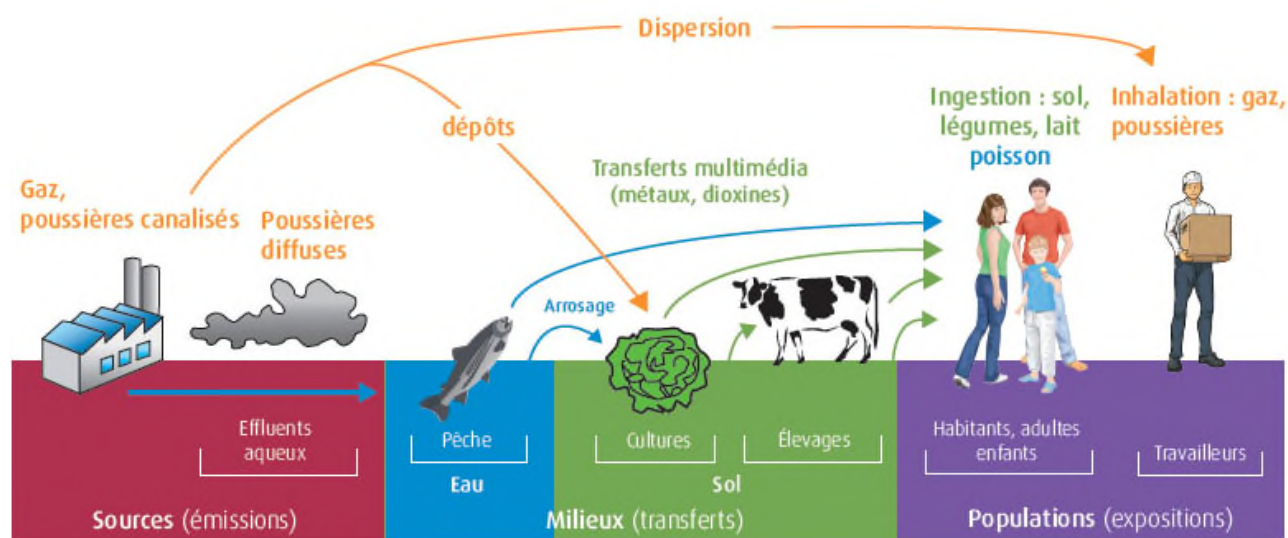 Dispersion
dépôts
Ingestion : sol,
légumes, lait
poisson
Inhalation : gaz,
poussières
Transferts multimédia
(métaux, dioxines)
Gaz,
poussières canalisés
Poussières
diffuses
Arrosage
Effluents
aqueux
Pêche
Cultures
Élevages
Habitants, adultes
enfants
Travailleurs
Eau
Sol
Sources (émissions)
Milieux (transferts)
Populations (expositions)